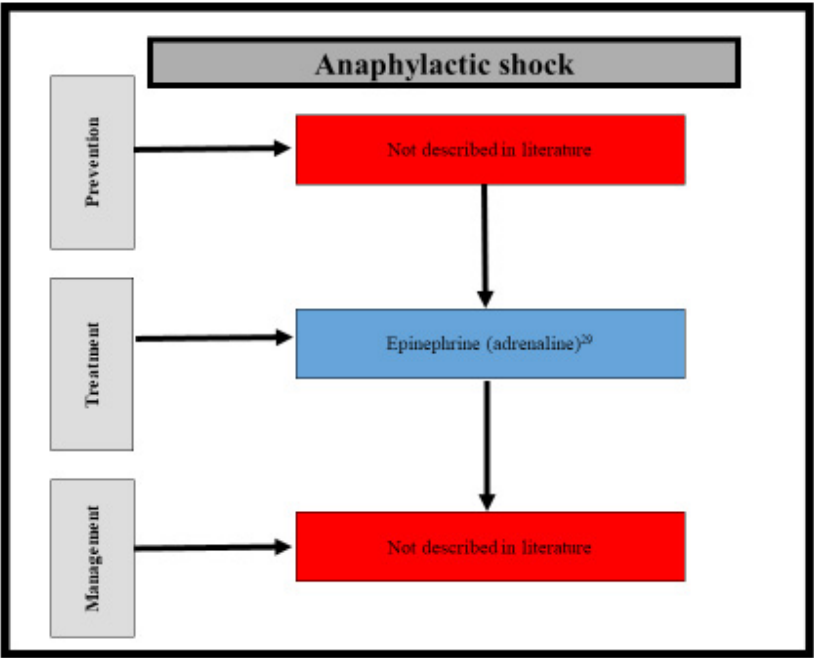 Anaphylactic shock
Prevention
Not described in literature
Treatment
Epinephrine (adrenaline)²⁹
Management
Not described in literature